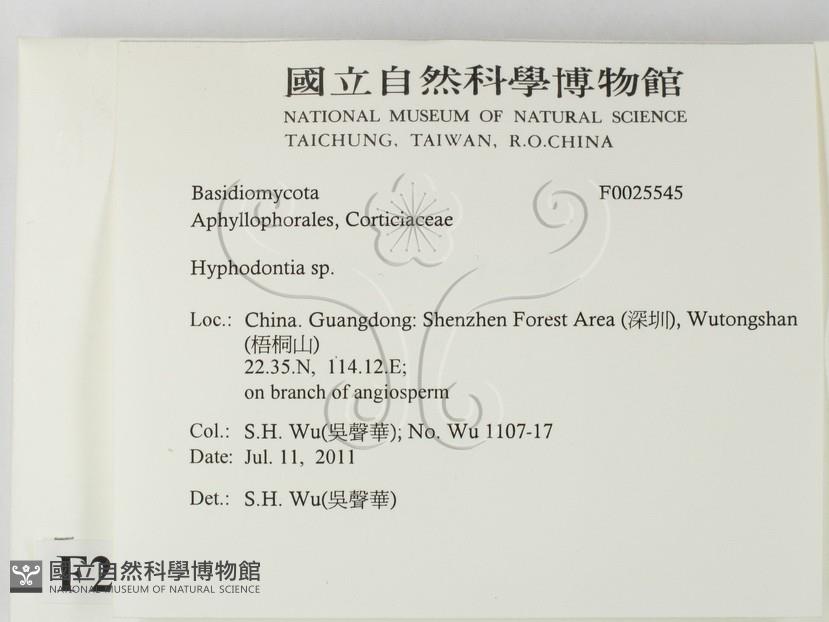 國立自然科學博物館
NATIONAL MUSEUM OF NATURAL SCIENCE
TAICHUNG, TAIWAN, R.O.CHINA
Basidiomycota F0025545
Aphyllophorales, Corticiaceae
Hyphodontia sp.
Loc.: China. Guangdong: Shenzhen Forest Area (深圳), Wutongshan
(梧桐山)
22.35.N, 114.12.E;
on branch of angiosperm
Col.: S.H. Wu(吳聲華); No. Wu 1107-17
Date: Jul. 11, 2011
Det.: S.H. Wu(吳聲華)
F2
國立自然科學博物館
NATIONAL MUSEUM OF NATURAL SCIENCE